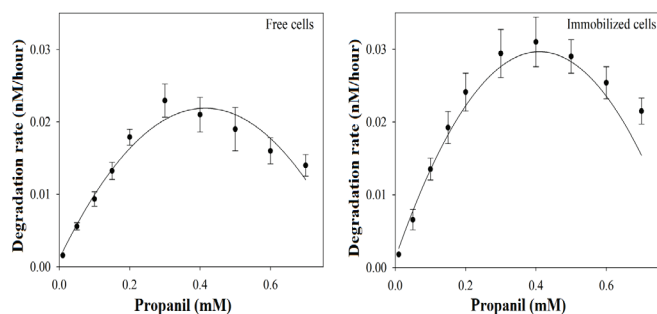 Free cells
Degradation rate (nM/hour)
0.03
0.02
0.01
0.00
0.0 0.2 0.4 0.6
Propanil (mM)
Immobilized cells
Degradation rate (nM/hour)
0.03
0.02
0.01
0.00
0.0 0.2 0.4 0.6
Propanil (mM)